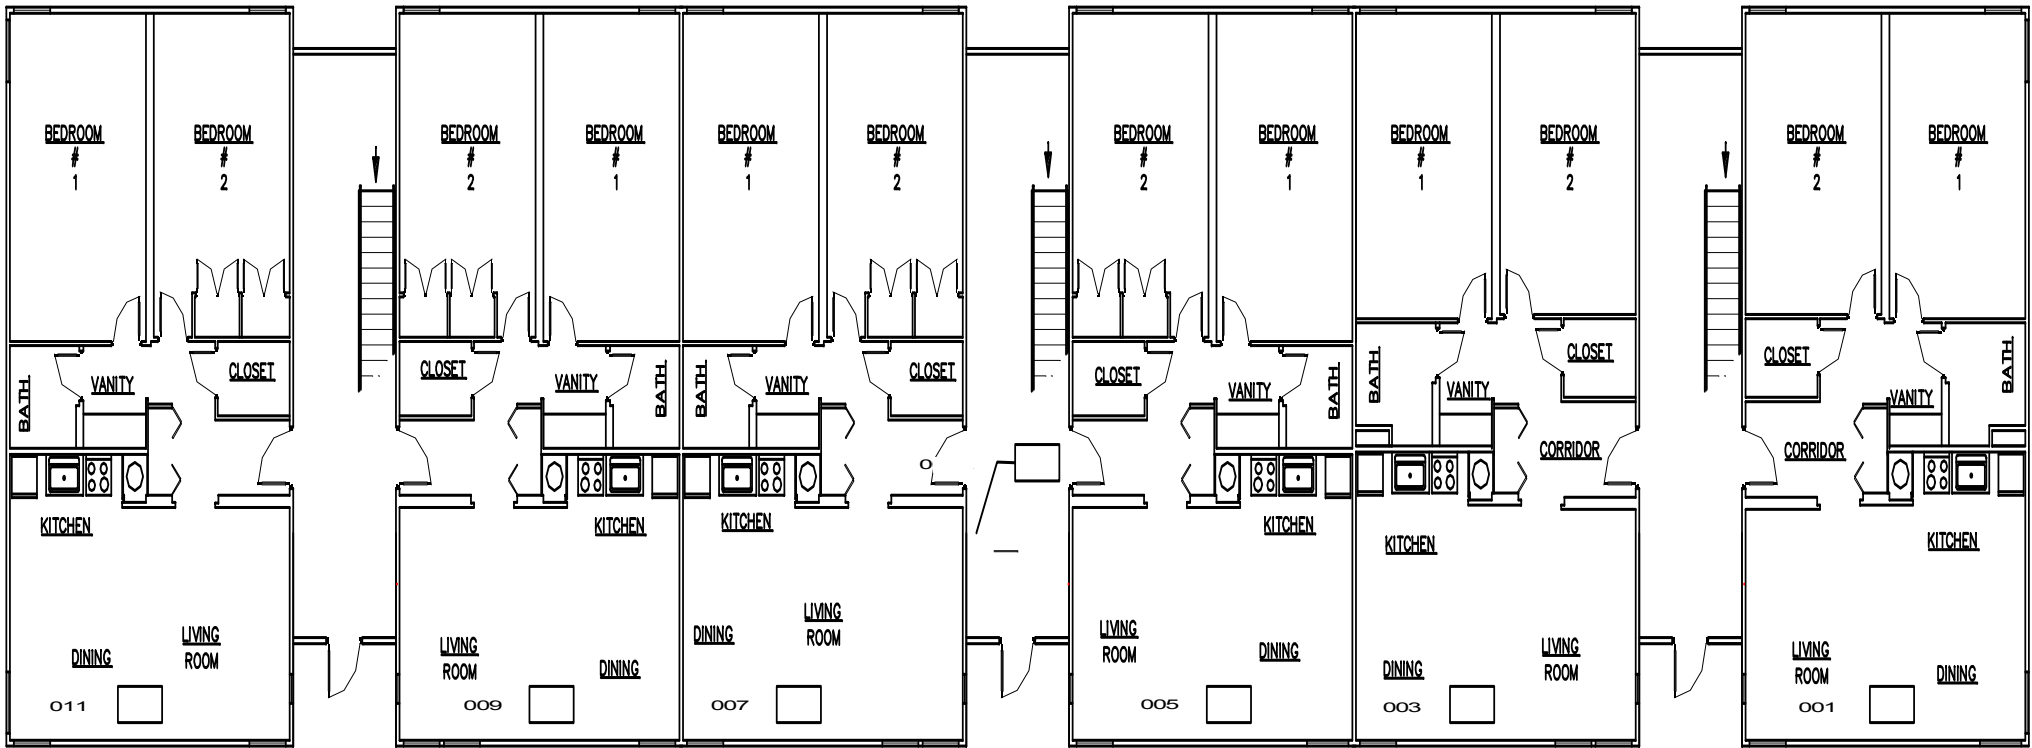 BEDROOM
#
1
BEDROOM
#
2
BEDROOM
#
2
BEDROOM
#
1
BEDROOM
#
1
BEDROOM
#
2
BEDROOM
#
2
BEDROOM
#
1
BEDROOM
#
1
BEDROOM
#
2
BEDROOM
#
2
BEDROOM
#
1
BATH
VANITY
CLOSET
CLOSET
VANITY
BATH
BATH
VANITY
CLOSET
CLOSET
VANITY
BATH
BATH
VANITY
CLOSET
CLOSET
VANITY
BATH
O
CORRIDOR
CORRIDOR
KITCHEN
KITCHEN
KITCHEN
KITCHEN
KITCHEN
KITCHEN
DINING
LIVING
ROOM
LIVING
ROOM
DINING
DINING
LIVING
ROOM
LIVING
ROOM
DINING
DINING
LIVING
ROOM
LIVING
ROOM
DINING
011
009
007
005
003
001